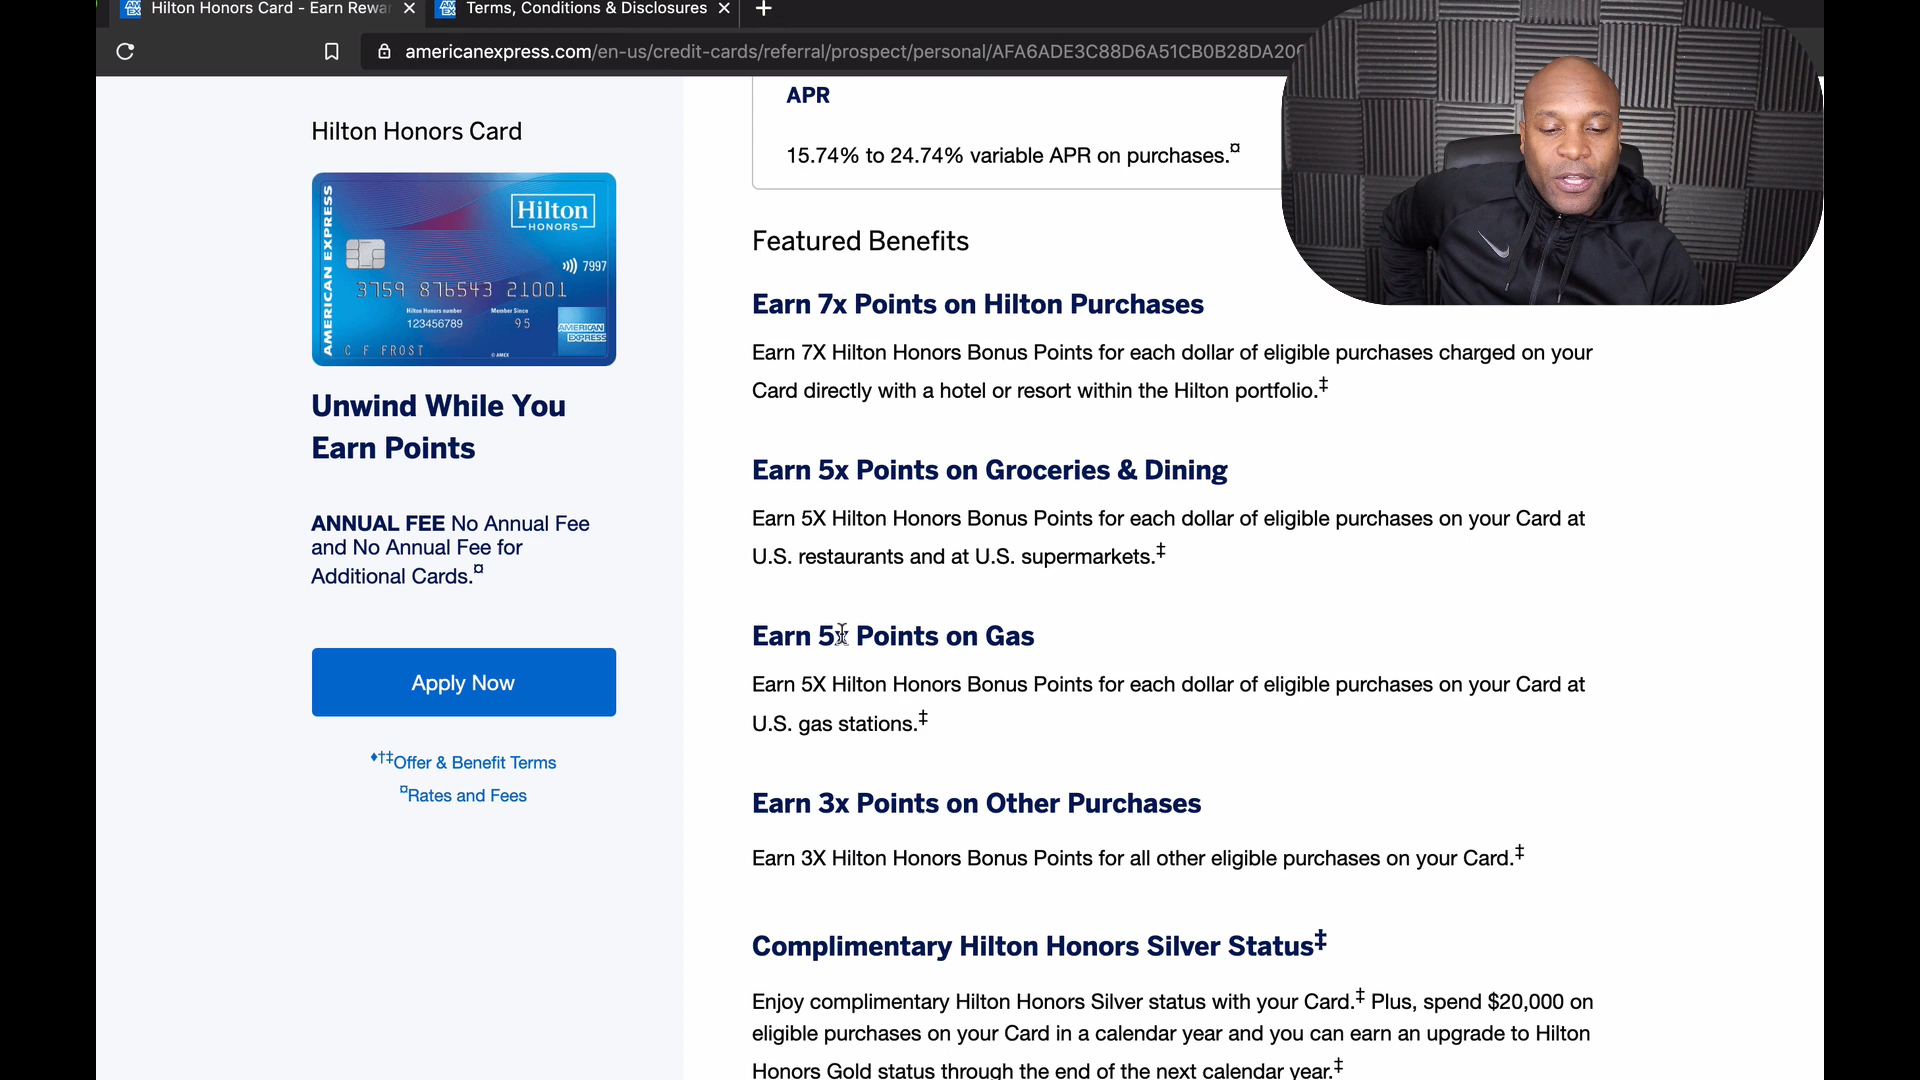 Hilton Honors Card - Earn Rewa
Terms, Conditions & Disclosures
americanexpress.com/en-us/credit-cards/referral/prospect/personal/AFA6ADE3C88D6A51CB0B28DA20
Hilton Honors Card
AMERICAN EXPRESS
Hilton
HONORS
7997
3759 876543 21001
Hilton Honors number
Member Since
123456789
95
AMERICAN
EXPRESS
C F FROST
© AMEX
Unwind While You
Earn Points
ANNUAL FEE No Annual Fee
and No Annual Fee for
Additional Cards.¤
Apply Now
♦†‡Offer & Benefit Terms
¤Rates and Fees
APR
15.74% to 24.74% variable APR on purchases.¤
Featured Benefits
Earn 7x Points on Hilton Purchases
Earn 7X Hilton Honors Bonus Points for each dollar of eligible purchases charged on your
Card directly with a hotel or resort within the Hilton portfolio.‡
Earn 5x Points on Groceries & Dining
Earn 5X Hilton Honors Bonus Points for each dollar of eligible purchases on your Card at
U.S. restaurants and at U.S. supermarkets.‡
Earn 5x Points on Gas
Earn 5X Hilton Honors Bonus Points for each dollar of eligible purchases on your Card at
U.S. gas stations.‡
Earn 3x Points on Other Purchases
Earn 3X Hilton Honors Bonus Points for all other eligible purchases on your Card.‡
Complimentary Hilton Honors Silver Status‡
Enjoy complimentary Hilton Honors Silver status with your Card.‡ Plus, spend $20,000 on
eligible purchases on your Card in a calendar year and you can earn an upgrade to Hilton
Honors Gold status through the end of the next calendar year.‡